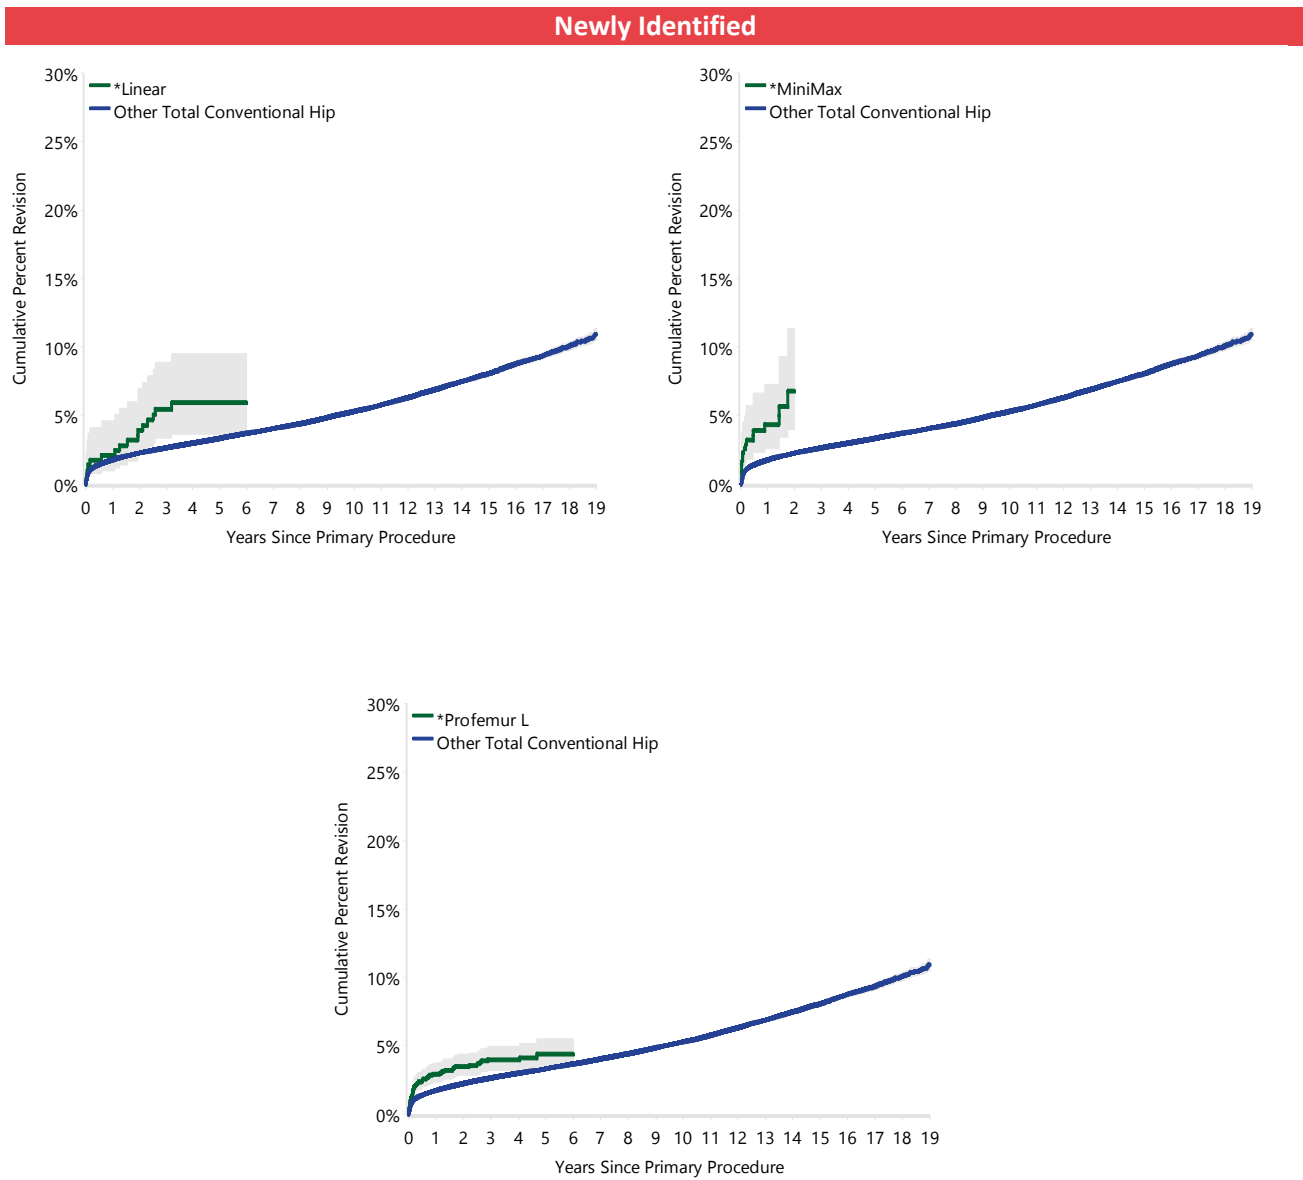 Newly Identified
*Linear
Other Total Conventional Hip
30%
25%
20%
15%
10%
5%
0%
Cumulative Percent Revision
0 1 2 3 4 5 6 7 8 9 10 11 12 13 14 15 16 17 18 19
Years Since Primary Procedure
*MiniMax
Other Total Conventional Hip
30%
25%
20%
15%
10%
5%
0%
Cumulative Percent Revision
0 1 2 3 4 5 6 7 8 9 10 11 12 13 14 15 16 17 18 19
Years Since Primary Procedure
*Profemur L
Other Total Conventional Hip
30%
25%
20%
15%
10%
5%
0%
Cumulative Percent Revision
0 1 2 3 4 5 6 7 8 9 10 11 12 13 14 15 16 17 18 19
Years Since Primary Procedure